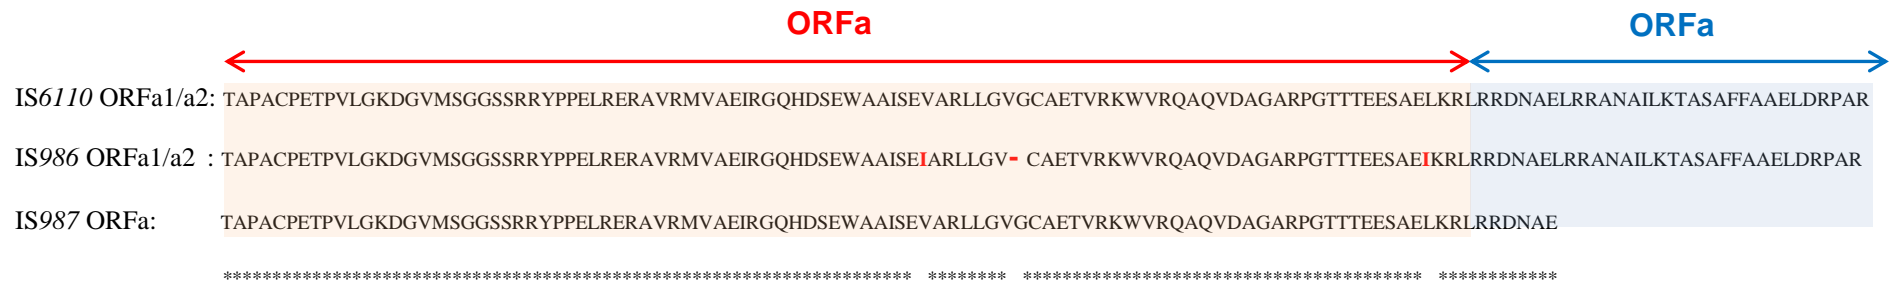 ORFa ORFa
IS6110 ORFa1/a2: TAPACPETPVLGKDGVMSGGSSRRYPPELRERAVRMVAEIRGQHDSEWAAISEVARLLGVGCAETVRKWVRQAQVDAGARPGTTTEESAELKRLRRDNAELRRANAILKTASAFFAAELDRPAR
IS986 ORFa1/a2 : TAPACPETPVLGKDGVMSGGSSRRYPPELRERAVRMVAEIRGQHDSEWAAISEIARLLGV- CAETVRKWVRQAQVDAGARPGTTTEESAEIKRLRRDNAELRRANAILKTASAFFAAELDRPAR
IS987 ORFa: TAPACPETPVLGKDGVMSGGSSRRYPPELRERAVRMVAEIRGQHDSEWAAISEVARLLGVGCAETVRKWVRQAQVDAGARPGTTTEESAELKRLRRDNAE
********************************************************************* ******** **************************************** ************